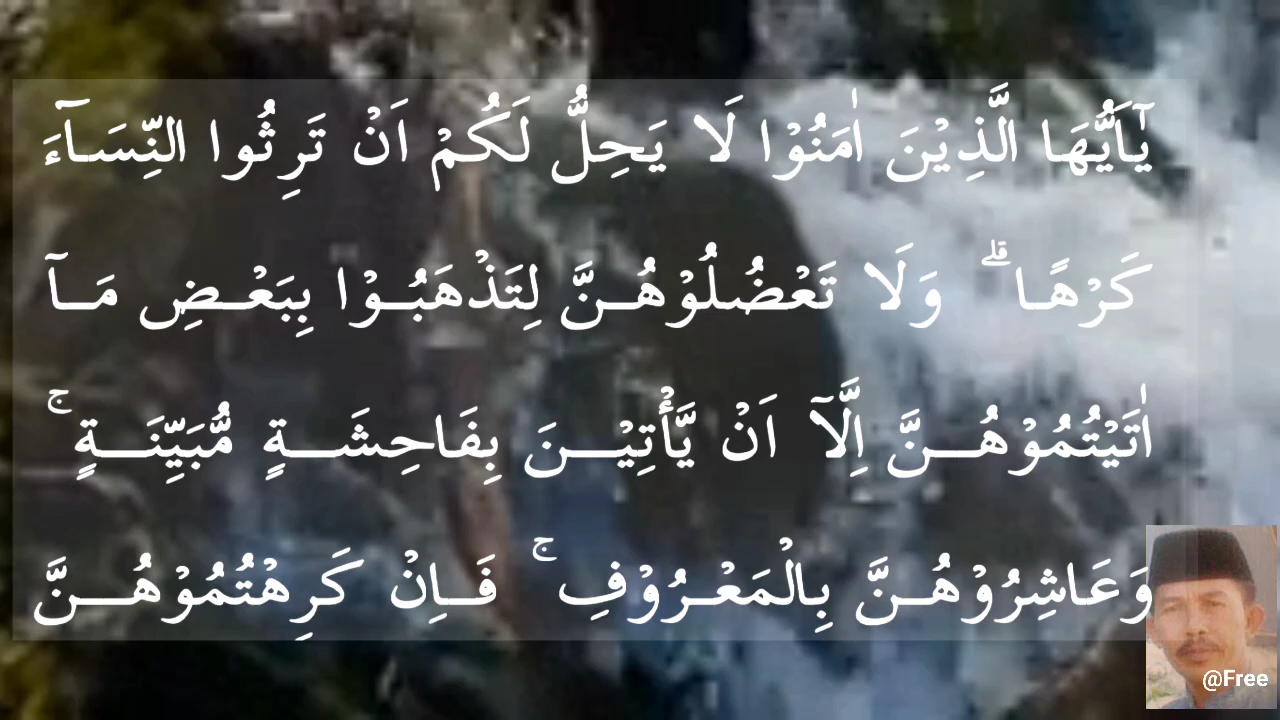 يٰٓاَيُّهَا الَّذِيْنَ اٰمَنُوْا لَا يَحِلُّ لَكُمْ اَنْ تَرِثُوا النِّسَاۤءَ
كَرْهًا ۗ وَلَا تَعْضُلُوْهُنَّ لِتَذْهَبُوْا بِبَعْضِ مَآ
اٰتَيْتُمُوْهُنَّ اِلَّآ اَنْ يَّأْتِيْنَ بِفَاحِشَةٍ مُّبَيِّنَةٍ ۚ
وَعَاشِرُوْهُنَّ بِالْمَعْرُوْفِ ۚ فَاِنْ كَرِهْتُمُوْهُنَّ
@Free